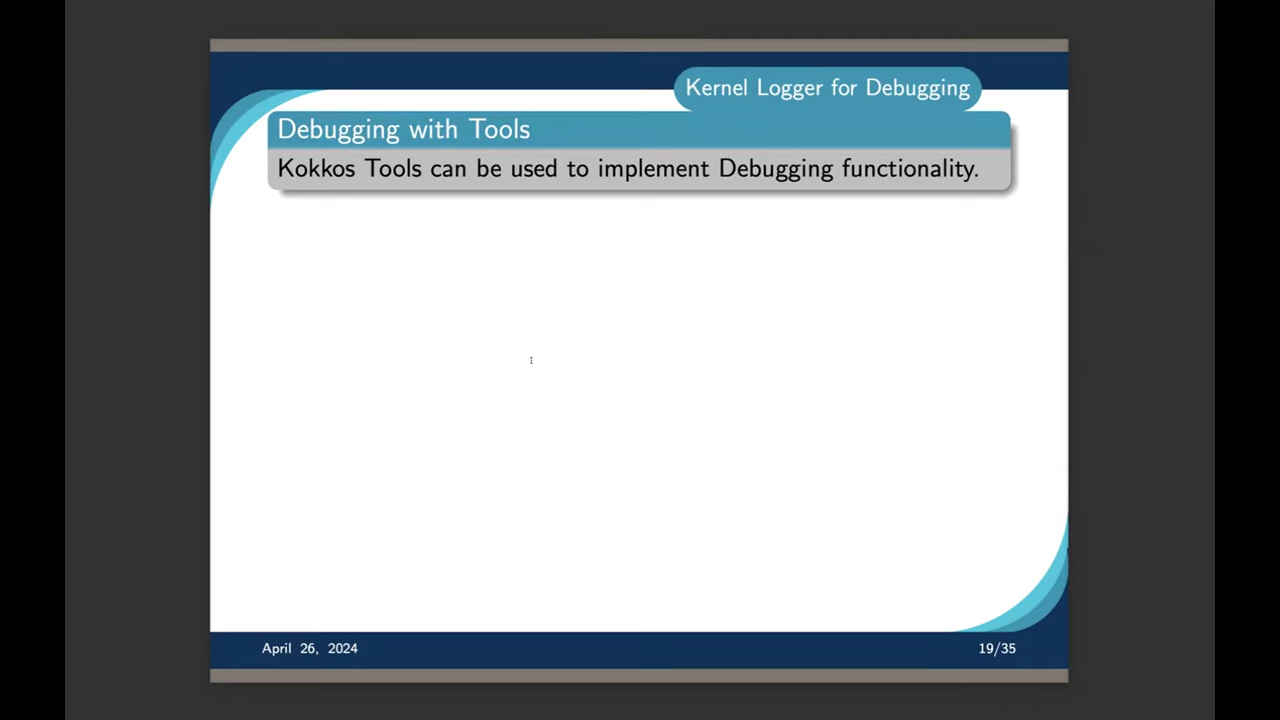 Kernel Logger for Debugging
Debugging with Tools
Kokkos Tools can be used to implement Debugging functionality.
April 26, 2024
19/35